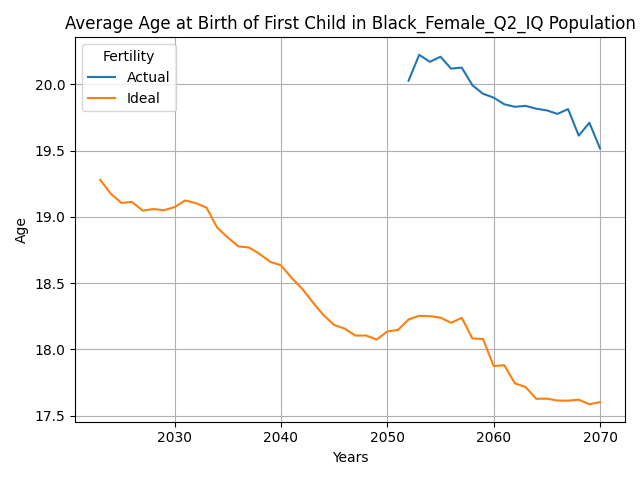 Average Age at Birth of First Child in Black_Female_Q2_IQ Population
Fertility
Actual
Ideal
20.0
19.5
19.0
18.5
18.0
17.5
Age
2030 2040 2050 2060 2070
Years